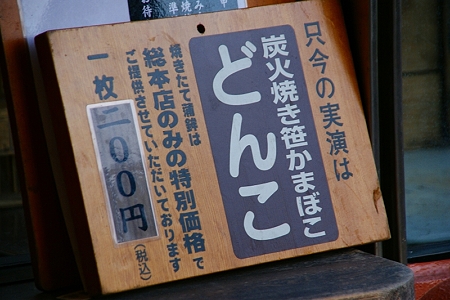 只今の実演は
炭火焼き笹かまぼこ
どんこ
焼きたて蒲鉾は
総本店のみの特別価格で
ご提供させていただいております
一枚二〇〇円
(税込)